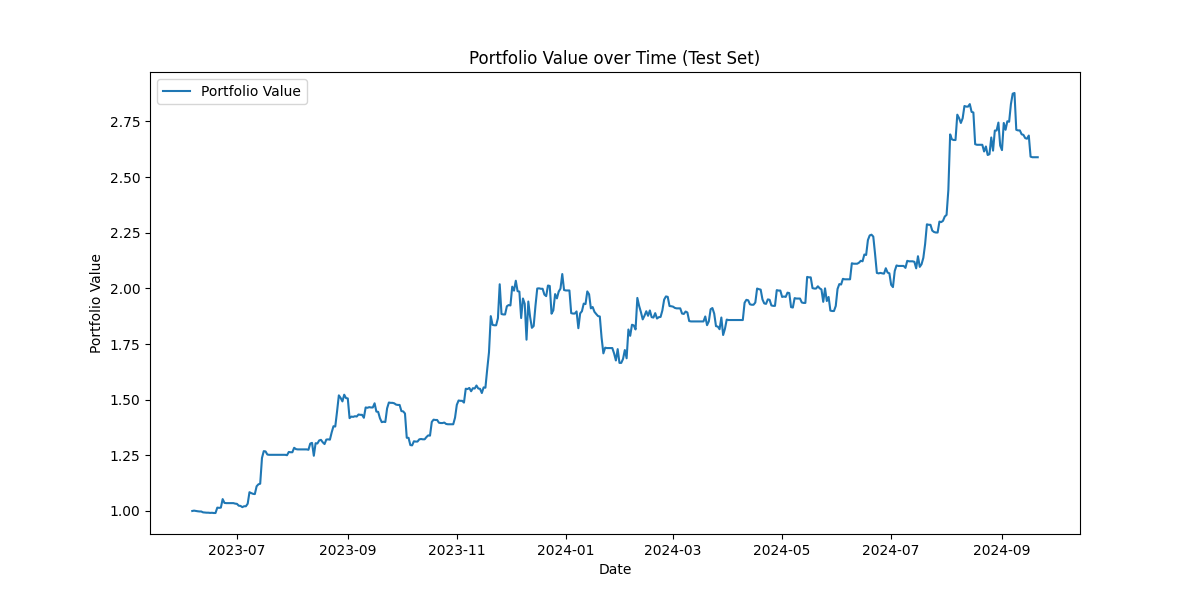 Portfolio Value over Time (Test Set)
Portfolio Value
Portfolio Value
2.75
2.50
2.25
2.00
1.75
1.50
1.25
1.00
2023-07 2023-09 2023-11 2024-01 2024-03 2024-05 2024-07 2024-09
Date